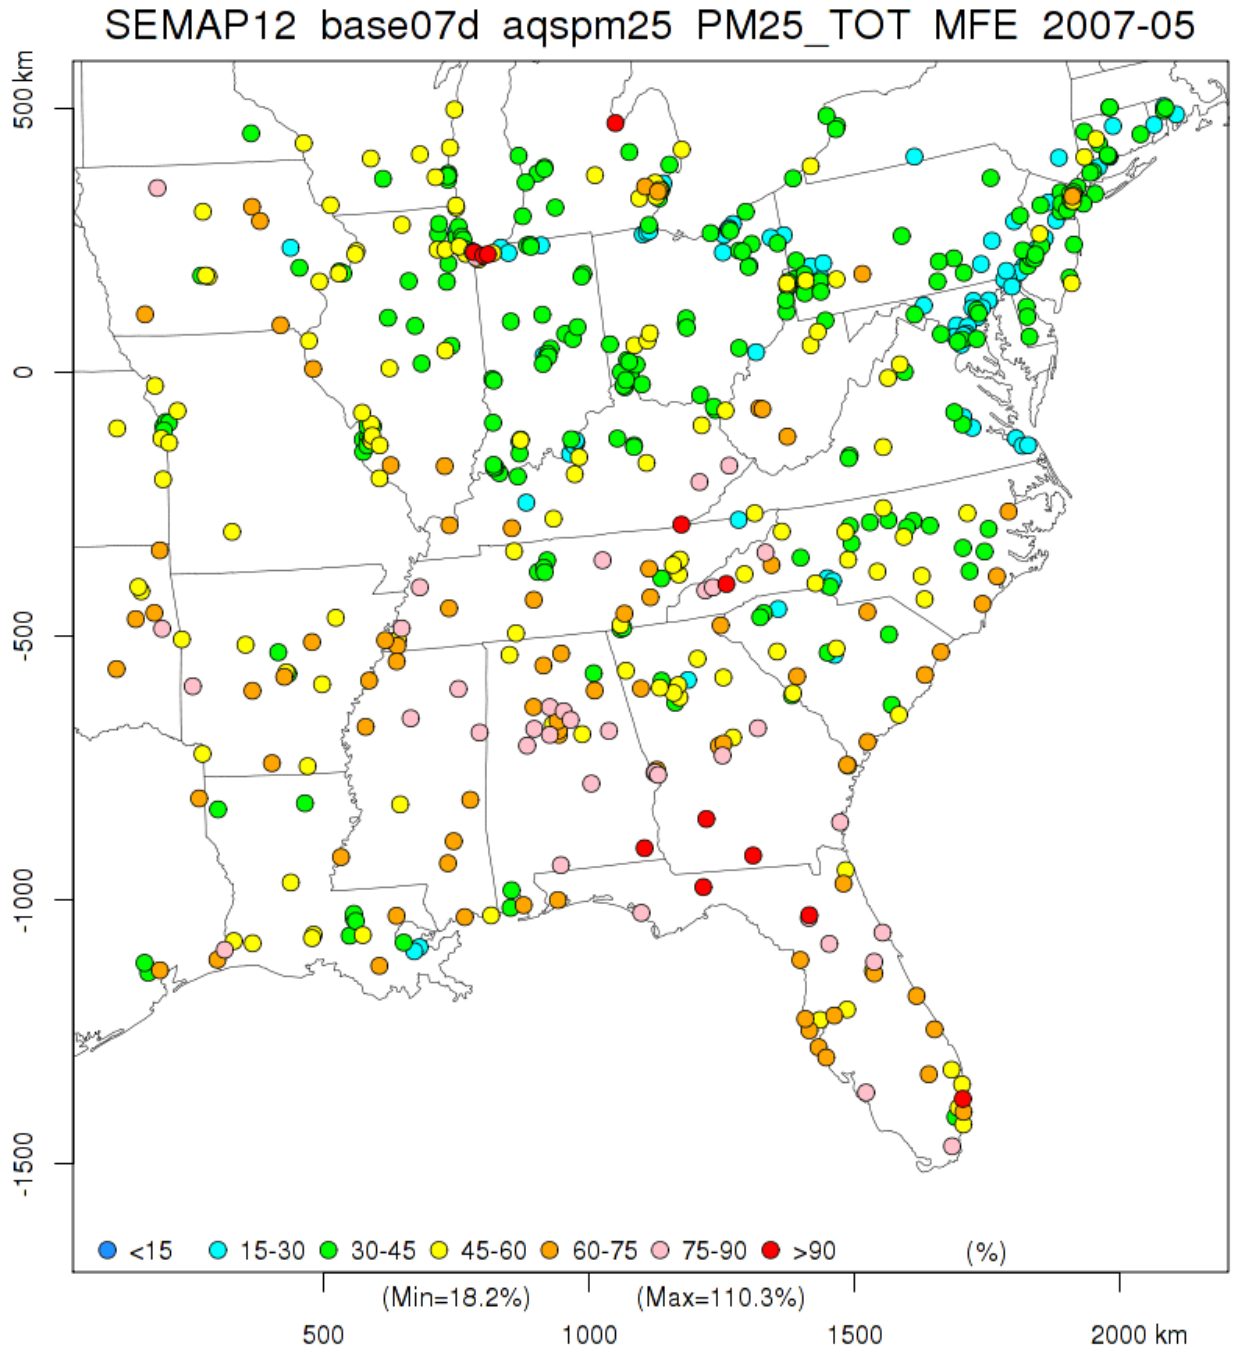 SEMAP12 base07d aqspm25 PM25_TOT MFE 2007-05
500 km
0
-500
-1000
-1500
<15 15-30 30-45 45-60 60-75 75-90 >90 (%)
(Min=18.2%) (Max=110.3%)
500 1000 1500 2000 km